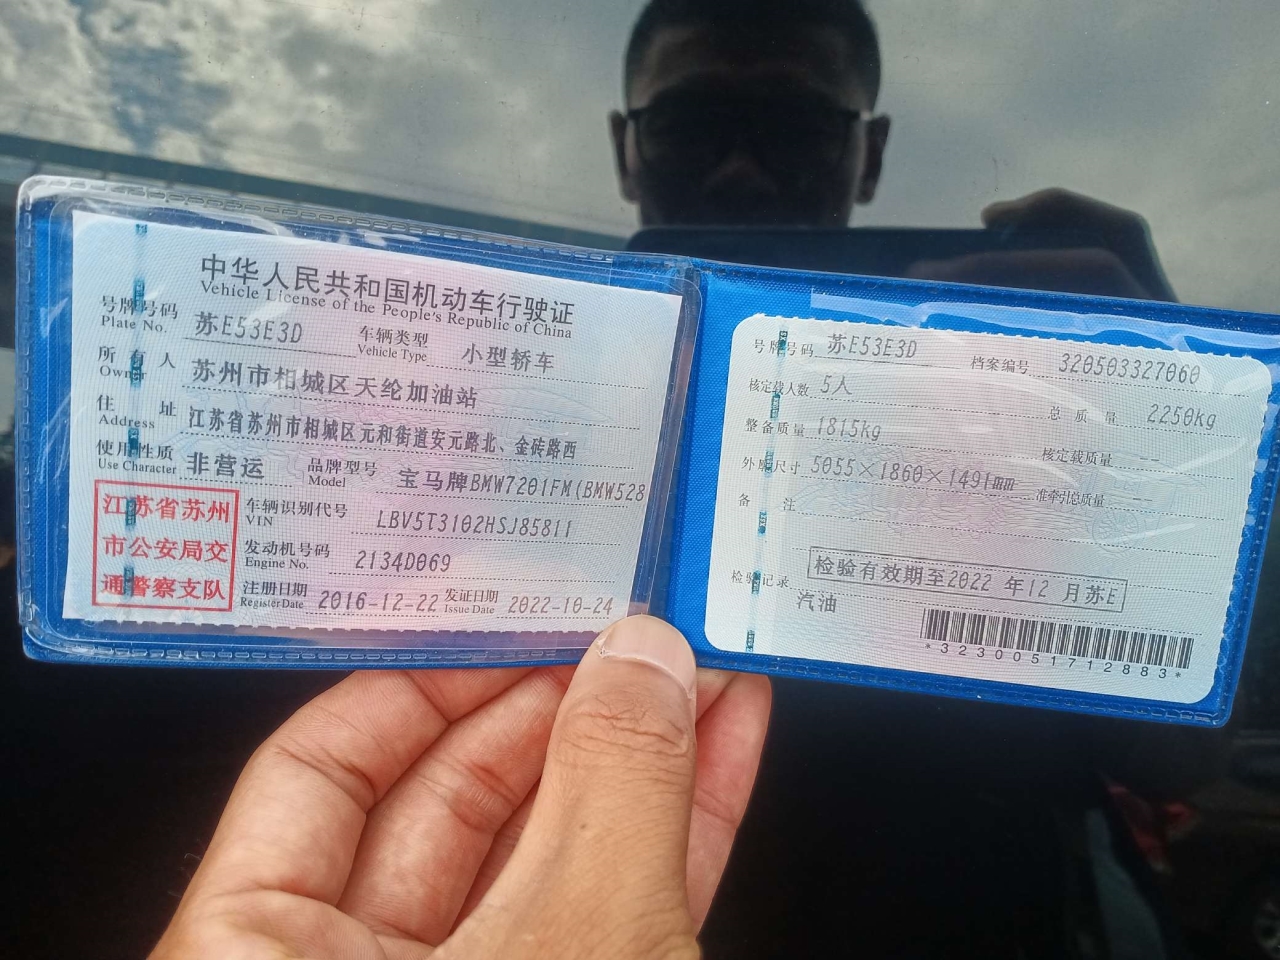 中华人民共和国机动车行驶证
Vehicle License of the People's Republic of China
号牌号码 苏E53E3D 车辆类型 小型轿车
Plate No. Vehicle Type
所有人 苏州市相城区天纶加油站
Owner
住址 江苏省苏州市相城区元和街道安元路北、金砖路西
Address
使用性质 非营运 品牌型号 宝马牌BMW7201FM(BMW528
Use Character Model
江苏省苏州
市公安局交
通警察支队
车辆识别代号 LBV5T3102HSJ85811
VIN
发动机号码 2134D069
Engine No.
注册日期 2016-12-22 发证日期 2022-10-24
Register Date Issue Date
号牌号码 苏E53E3D 档案编号 320503327060
核定载人数 5人 总质量 2250kg
整备质量 1815kg 核定载质量 --
外廓尺寸 5055×1860×1491mm 准牵引总质量 --
备注
检验记录 检验有效期至2022 年12 月苏E
汽油
*3230051712883*